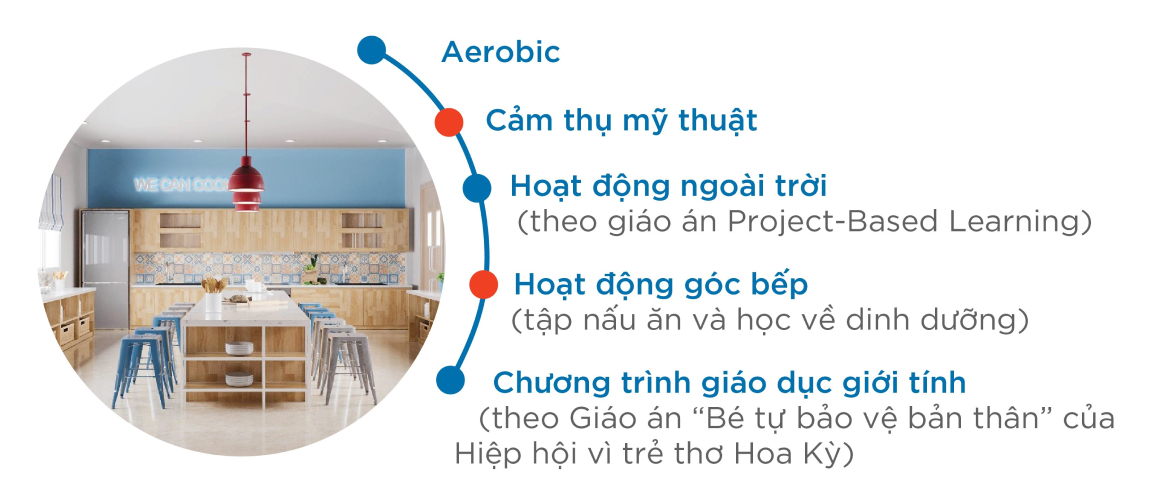 Aerobic
Cảm thụ mỹ thuật
Hoạt động ngoài trời
(theo giáo án Project-Based Learning)
WE CAN
Hoạt động góc bếp
(tập nấu ăn và học về dinh dưỡng)
Chương trình giáo dục giới tính
(theo Giáo án “Bé tự bảo vệ bản thân” của
Hiệp hội vì trẻ thơ Hoa Kỳ)